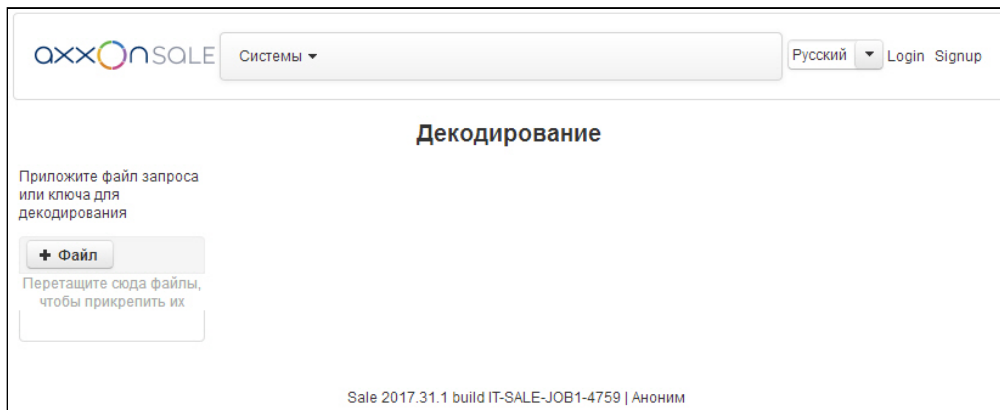 axxOnSALE
Системы
Русский
Login Signup
Декодирование
Приложите файл запроса
или ключа для
декодирования
+ Файл
Перетащите сюда файлы,
чтобы прикрепить их
Sale 2017.31.1 build IT-SALE-JOB1-4759 | Аноним